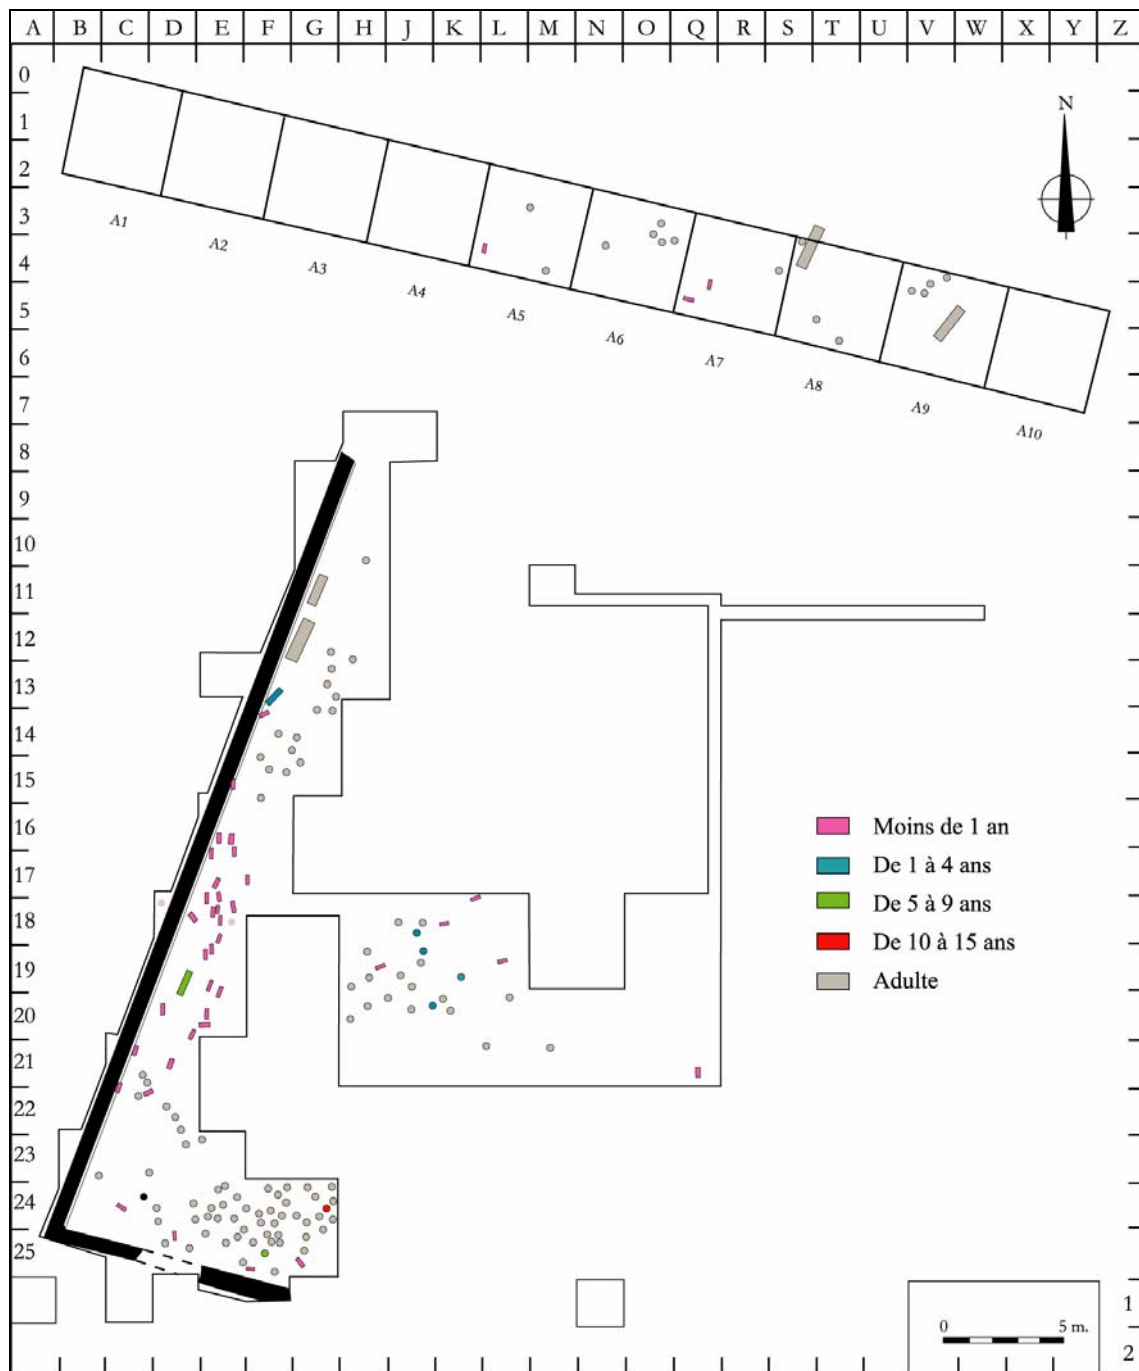 A B C D E F G H J K L M N O P Q R S T U V W X Y Z
0
1
2
3
4
5
6
7
8
9
10
11
12
13
14
15
16
17
18
19
20
21
22
23
24
25
N
A1
A2
A3
A4
A5
A6
A7
A8
A9
A10
Moins de 1 an
De 1 à 4 ans
De 5 à 9 ans
De 10 à 15 ans
Adulte
0 5 m.
1
2